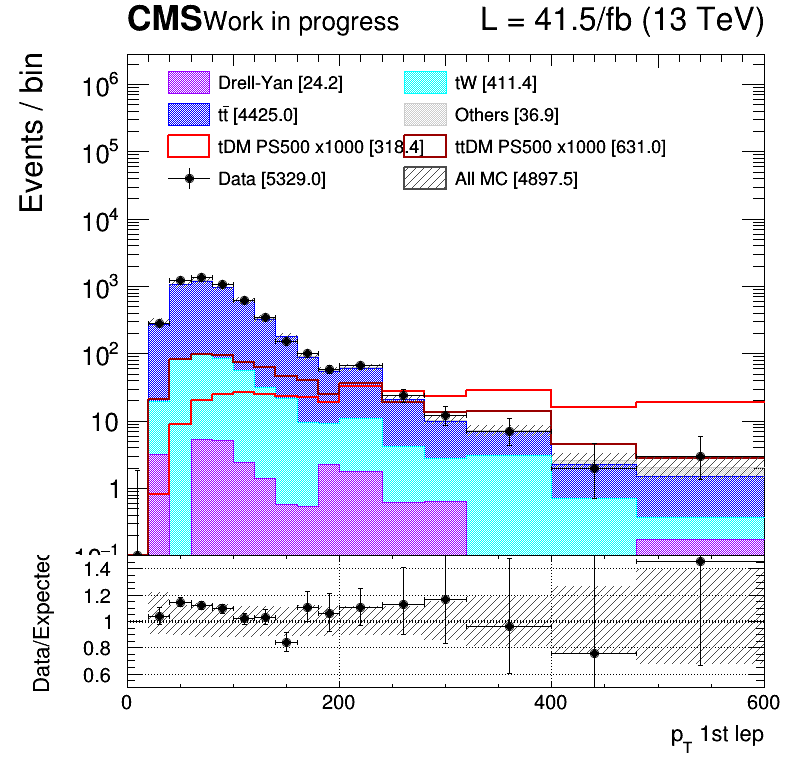 CMS Work in progress L = 41.5/fb (13 TeV)
Events / bin
10⁶
10⁵
10⁴
10³
10²
10
1
10⁻¹
Drell-Yan [24.2] tW [411.4]
tt̄ [4425.0] Others [36.9]
tDM PS500 x1000 [318.4] ttDM PS500 x1000 [631.0]
Data [5329.0] All MC [4897.5]
Data/Expected
1.4
1.2
1
0.8
0.6
0 200 400 600
p_T 1st lep